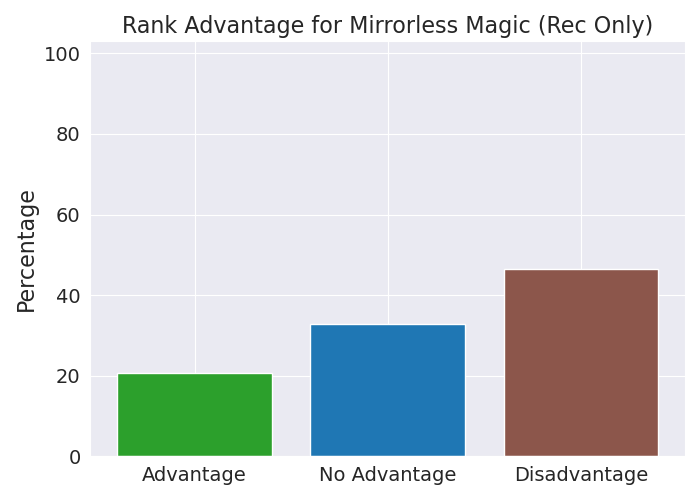 Rank Advantage for Mirrorless Magic (Rec Only)
100
80
60
40
20
0
Percentage
Advantage
No Advantage
Disadvantage